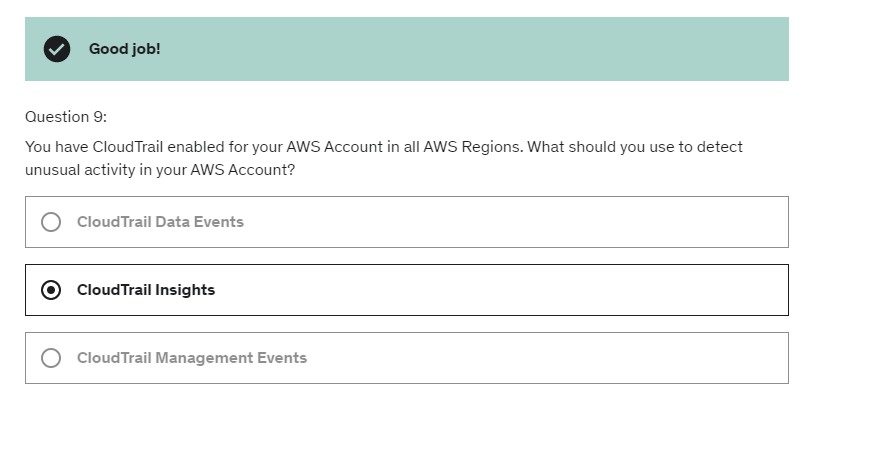 Good job!
Question 9:
You have CloudTrail enabled for your AWS Account in all AWS Regions. What should you use to detect
unusual activity in your AWS Account?
CloudTrail Data Events
CloudTrail Insights
CloudTrail Management Events